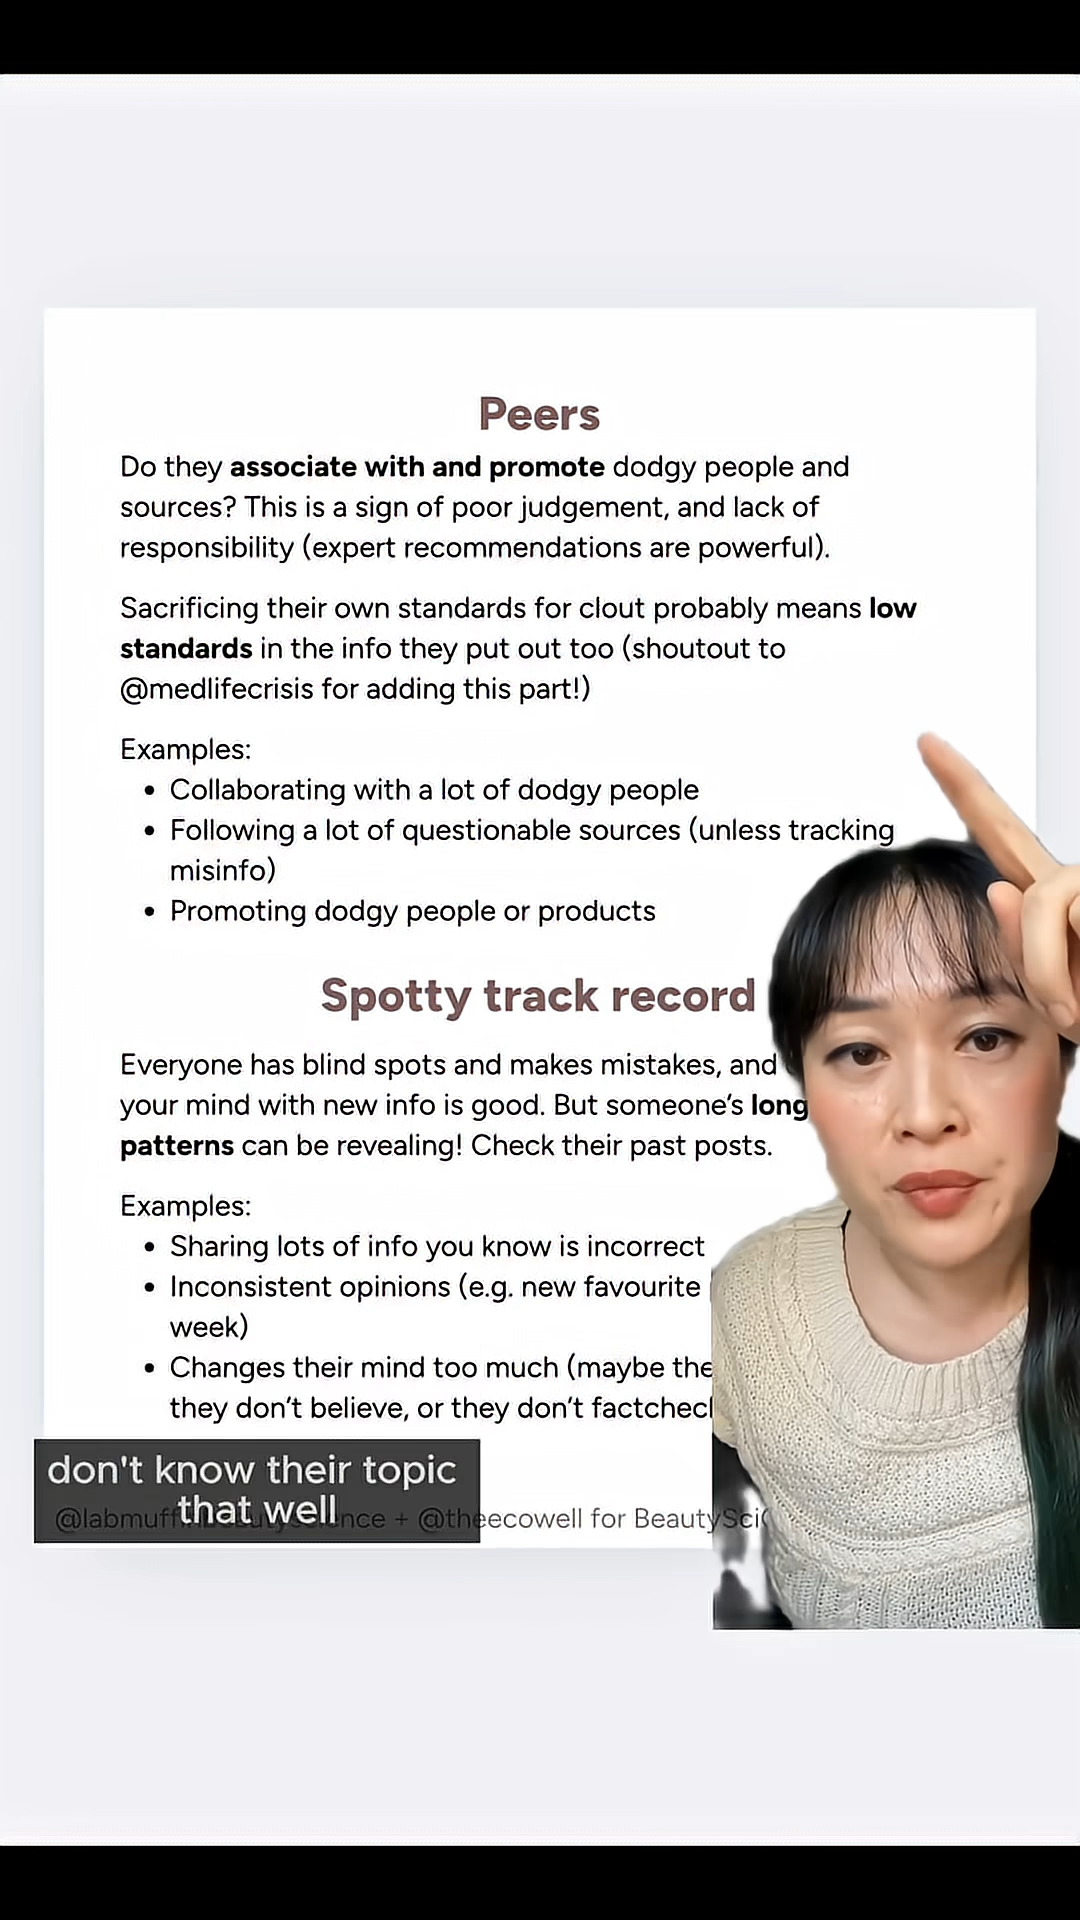 Peers
Do they associate with and promote dodgy people and
sources? This is a sign of poor judgement, and lack of
responsibility (expert recommendations are powerful).
Sacrificing their own standards for clout probably means low
standards in the info they put out too (shoutout to
@medlifecrisis for adding this part!)
Examples:
• Collaborating with a lot of dodgy people
• Following a lot of questionable sources (unless tracking
misinfo)
• Promoting dodgy people or products
Spotty track record
Everyone has blind spots and makes mistakes, and
your mind with new info is good. But someone’s long
patterns can be revealing! Check their past posts.
Examples:
• Sharing lots of info you know is incorrect
• Inconsistent opinions (e.g. new favourite
week)
• Changes their mind too much (maybe
they don’t believe, or they don’t
don't know their topic
that well
+ @theecowell for